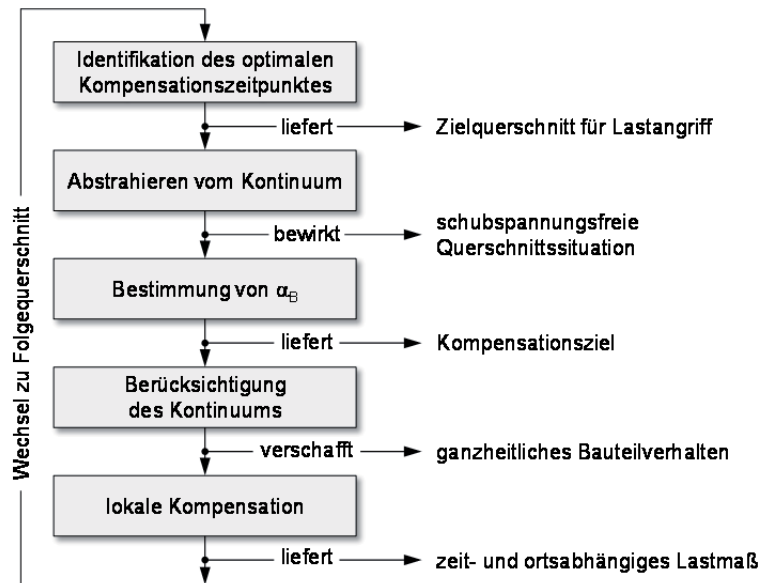 Identifikation des optimalen
Kompensationszeitpunktes
liefert
Zielquerschnitt für Lastangriff
Abstrahieren vom Kontinuum
bewirkt
schubspannungsfreie
Querschnittssituation
Bestimmung von α_B
liefert
Kompensationsziel
Berücksichtigung
des Kontinuums
verschafft
ganzheitliches Bauteilverhalten
lokale Kompensation
liefert
zeit- und ortsabhängiges Lastmaß
Wechsel zu Folgequerschnitt